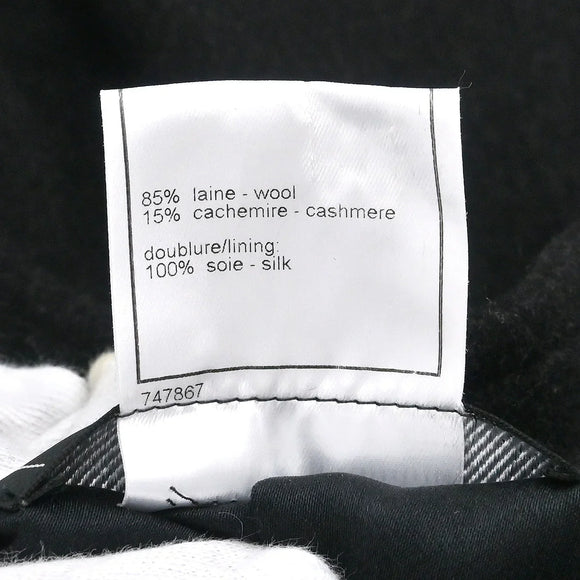 85% laine - wool
15% cachemire - cashmere
doublure/lining:
100% soie - silk
747867